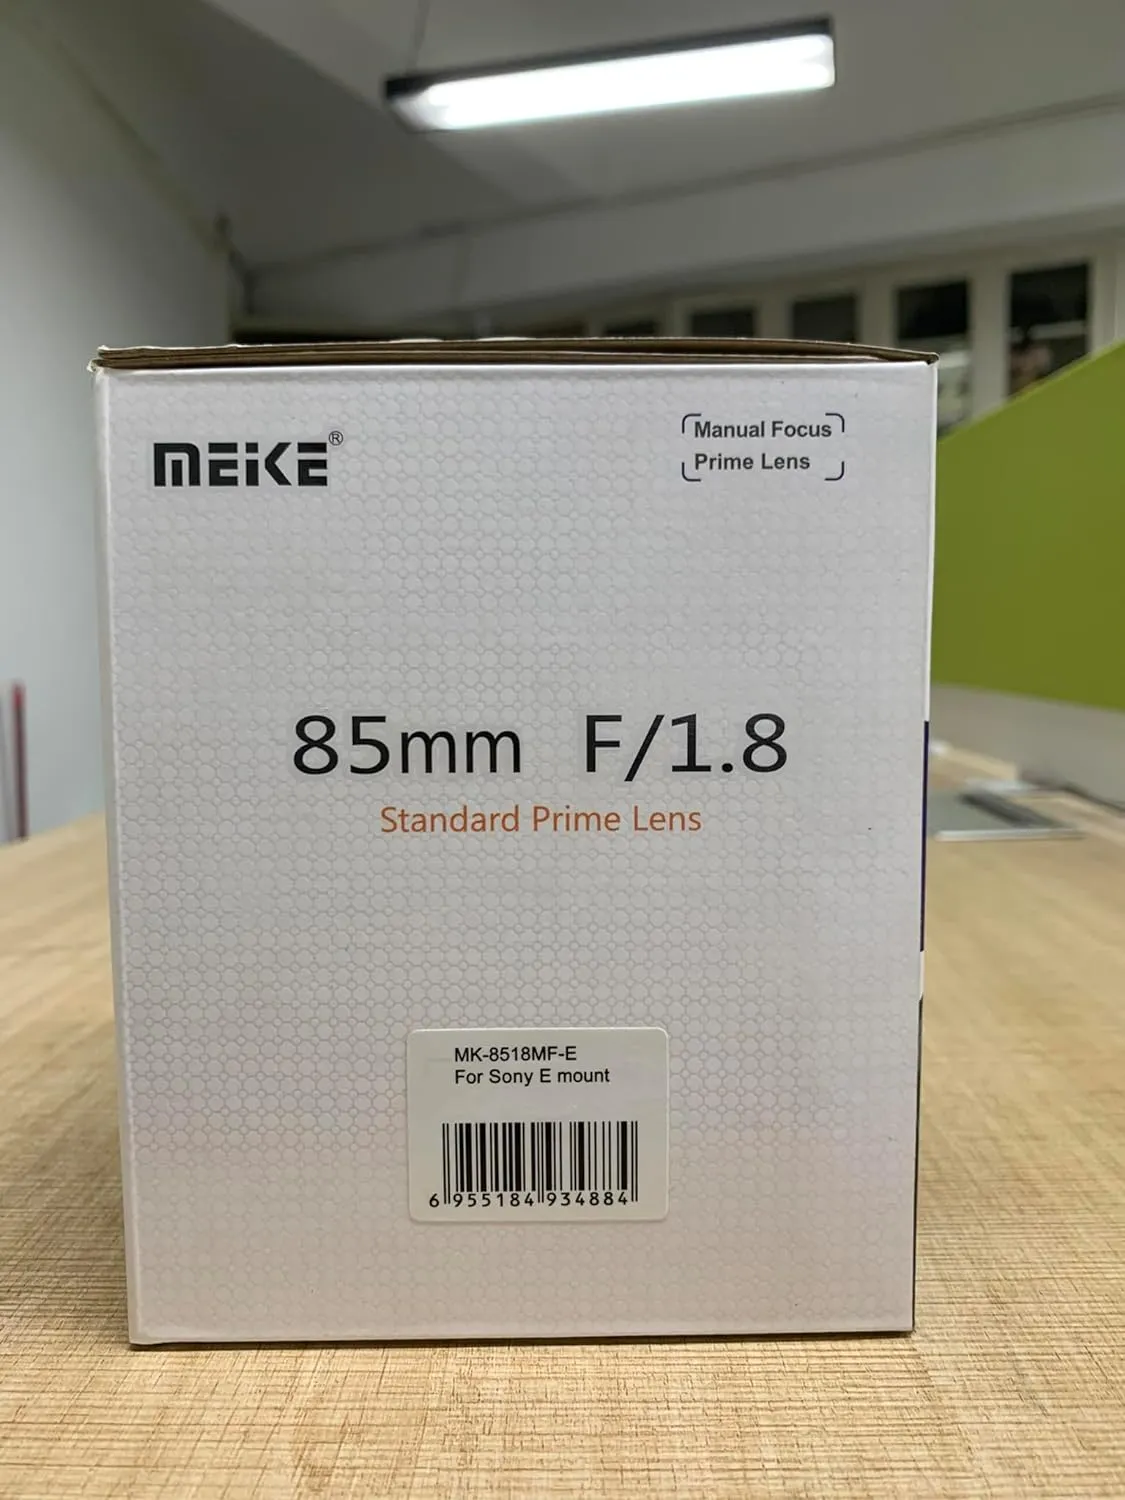 MEIKE®
Manual Focus
Prime Lens
85mm F/1.8
Standard Prime Lens
MK-8518MF-E
For Sony E mount
6 955184 934884